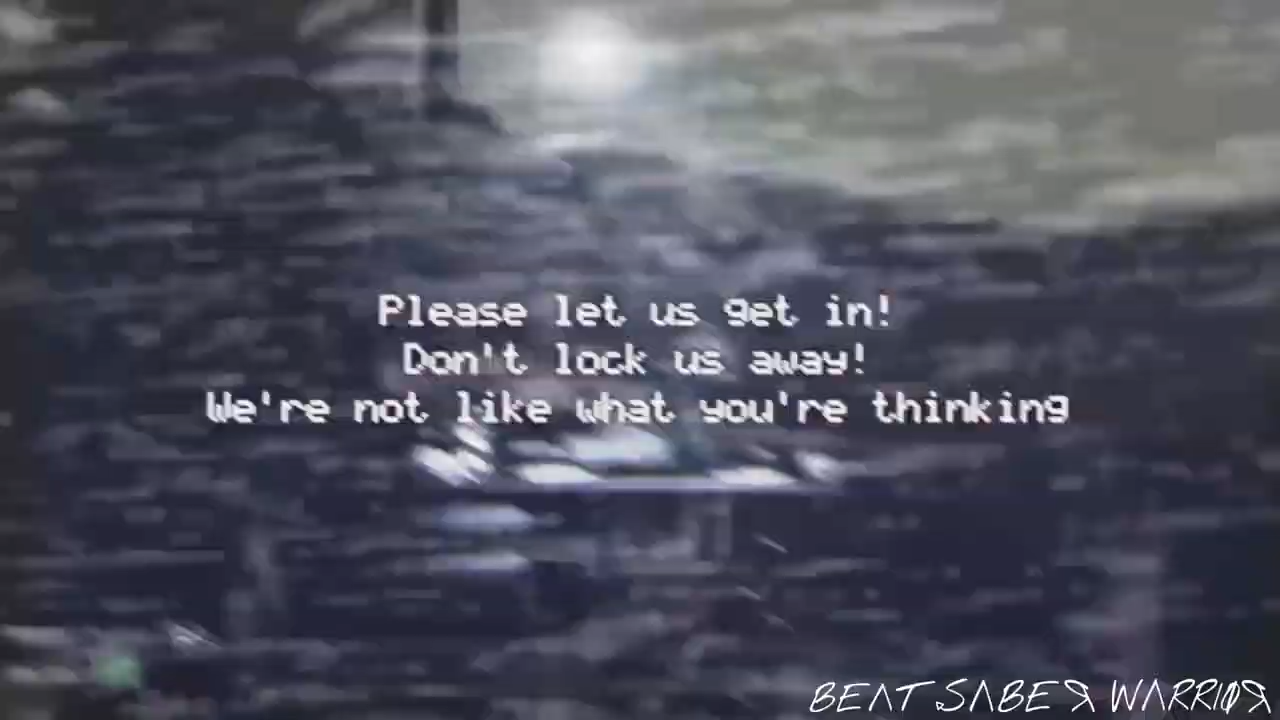 Please let us get in!
Don't lock us away!
We're not like what you're thinking
BEAT SABER WARRIOR